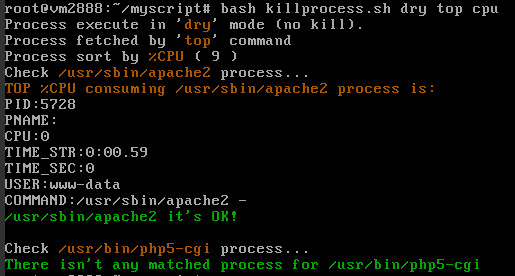 root@vm2888:~/myscript# bash killprocess.sh dry top cpu
Process execute in 'dry' mode (no kill).
Process fetched by 'top' command
Process sort by %CPU ( 9 )
Check /usr/sbin/apache2 process...
TOP %CPU consuming /usr/sbin/apache2 process is:
PID:5728
PNAME:
CPU:0
TIME_STR:0:00.59
TIME_SEC:0
USER:www-data
COMMAND:/usr/sbin/apache2 -
/usr/sbin/apache2 it's OK!
Check /usr/bin/php5-cgi process...
There isn't any matched process for /usr/bin/php5-cgi